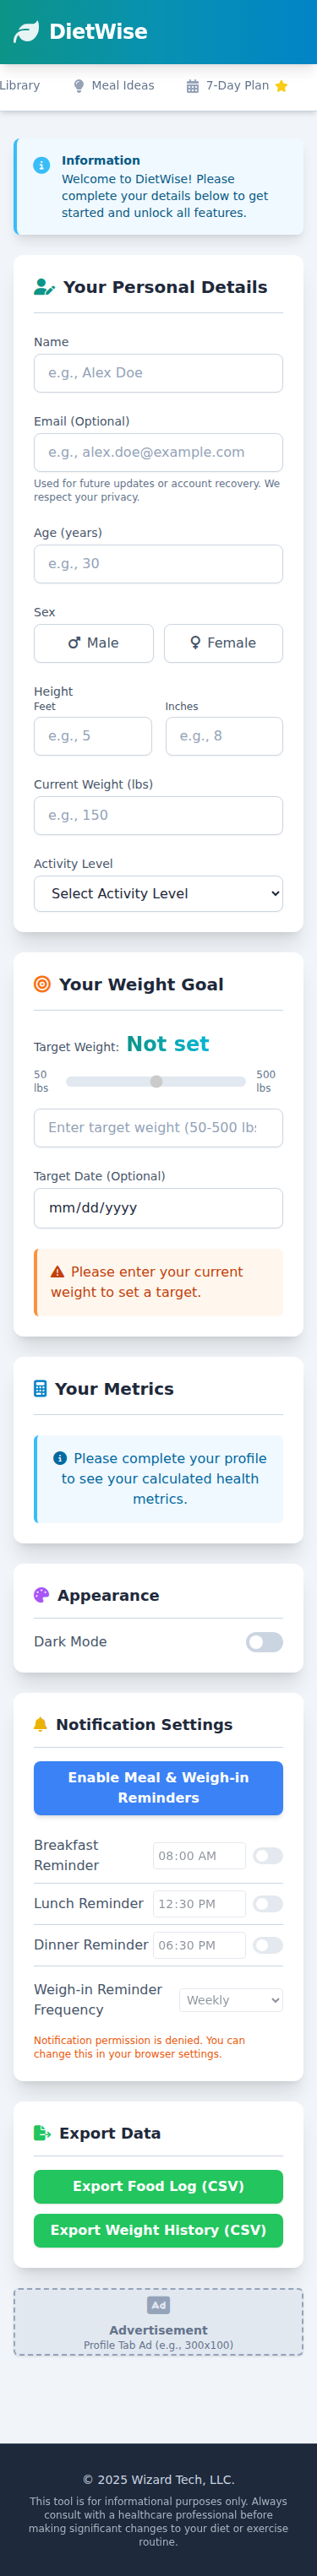 DietWise
Library
Meal Ideas
7-Day Plan
Information
Welcome to DietWise! Please
complete your details below to get
started and unlock all features.
Your Personal Details
Name
e.g., Alex Doe
Email (Optional)
e.g., alex.doe@example.com
Used for future updates or account recovery. We
respect your privacy.
Age (years)
e.g., 30
Sex
Male
Female
Height
Feet
Inches
e.g., 5
e.g., 8
Current Weight (lbs)
e.g., 150
Activity Level
Select Activity Level
Your Weight Goal
Target Weight: Not set
50
lbs
500
lbs
Enter target weight (50-500 lbs
Target Date (Optional)
mm/dd/yyyy
Please enter your current
weight to set a target.
Your Metrics
Please complete your profile
to see your calculated health
metrics.
Appearance
Dark Mode
Notification Settings
Enable Meal & Weigh-in
Reminders
Breakfast
Reminder
08:00 AM
Lunch Reminder
12:30 PM
Dinner Reminder
06:30 PM
Weigh-in Reminder
Frequency
Weekly
Notification permission is denied. You can
change this in your browser settings.
Export Data
Export Food Log (CSV)
Export Weight History (CSV)
Ad
Advertisement
Profile Tab Ad (e.g., 300x100)
© 2025 Wizard Tech, LLC.
This tool is for informational purposes only. Always
consult with a healthcare professional before
making significant changes to your diet or exercise
routine.